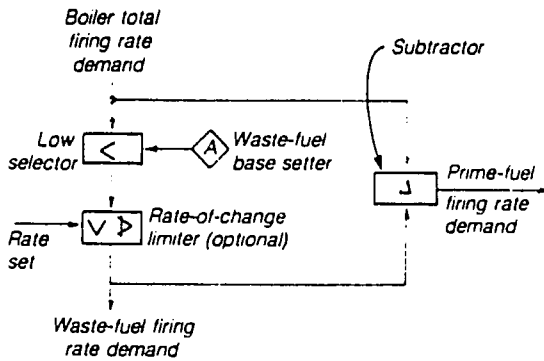 Boiler total
firing rate
demand
Subtractor
Low
selector
<
A
Waste-fuel
base setter
Prime-fuel
firing rate
demand
Rate
set
Rate-of-change
limiter (optional)
Waste-fuel firing
rate demand